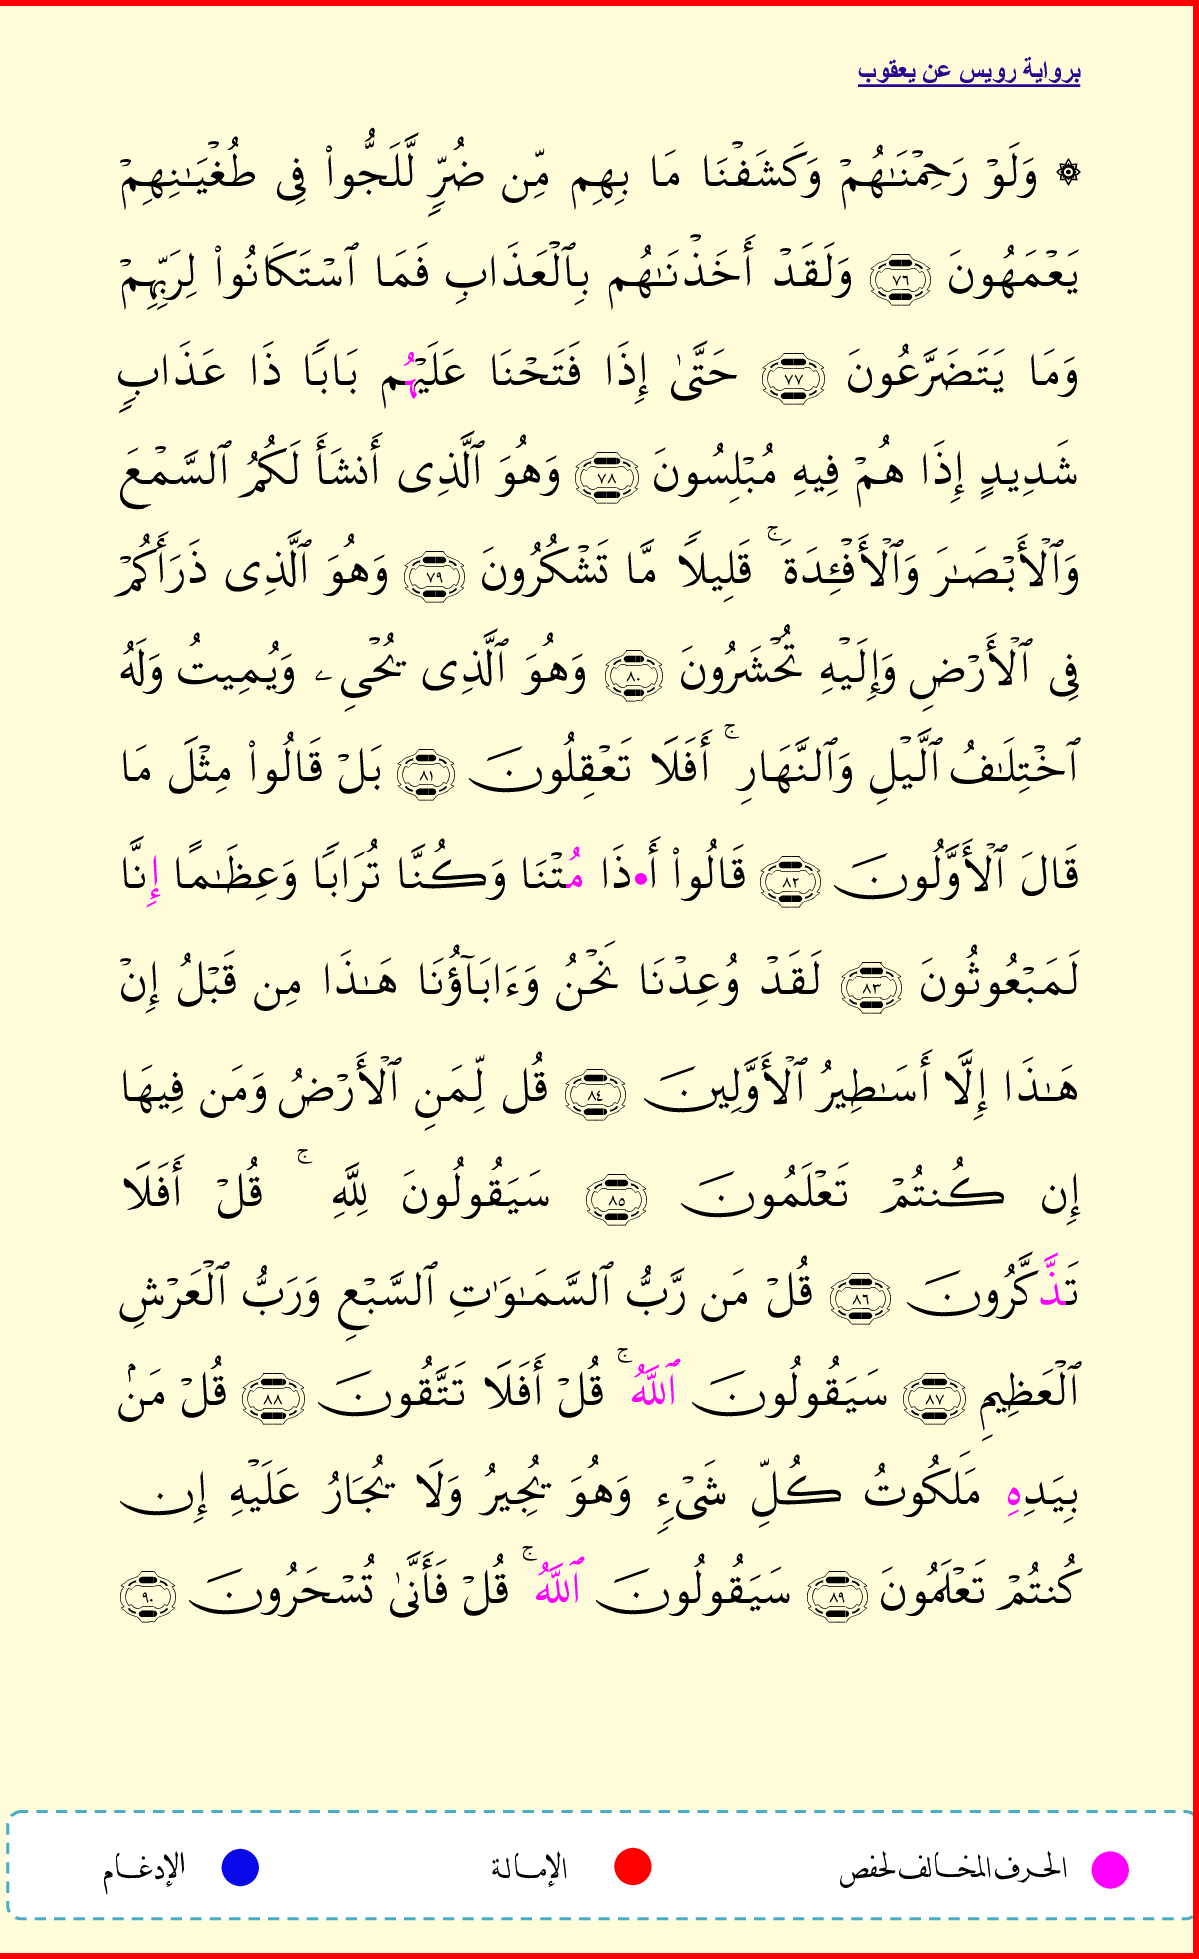 برواية رويس عن يعقوب
۞ وَلَوْ رَحِمْنَٰهُمْ وَكَشَفْنَا مَا بِهِم مِّن ضُرٍّ لَّلَجُّوا۟ فِى طُغْيَٰنِهِمْ
يَعْمَهُونَ ٧٦ وَلَقَدْ أَخَذْنَٰهُم بِٱلْعَذَابِ فَمَا ٱسْتَكَانُوا۟ لِرَبِّهِمْ
وَمَا يَتَضَرَّعُونَ ٧٧ حَتَّىٰ إِذَا فَتَحْنَا عَلَيْهُم بَابًا ذَا عَذَابٍ
شَدِيدٍ إِذَا هُمْ فِيهِ مُبْلِسُونَ ٧٨ وَهُوَ ٱلَّذِى أَنشَأَ لَكُمُ ٱلسَّمْعَ
وَٱلْأَبْصَٰرَ وَٱلْأَفْـِٔدَةَ ۚ قَلِيلًا مَّا تَشْكُرُونَ ٧٩ وَهُوَ ٱلَّذِى ذَرَأَكُمْ
فِى ٱلْأَرْضِ وَإِلَيْهِ تُحْشَرُونَ ٨٠ وَهُوَ ٱلَّذِى يُحْىِۦ وَيُمِيتُ وَلَهُ
ٱخْتِلَٰفُ ٱلَّيْلِ وَٱلنَّهَارِ ۚ أَفَلَا تَعْقِلُونَ ٨١ بَلْ قَالُوا۟ مِثْلَ مَا
قَالَ ٱلْأَوَّلُونَ ٨٢ قَالُوا۟ أَ•ذَا مُتْنَا وَكُنَّا تُرَابًا وَعِظَٰمًا إِنَّا
لَمَبْعُوثُونَ ٨٣ لَقَدْ وُعِدْنَا نَحْنُ وَءَابَآؤُنَا هَٰذَا مِن قَبْلُ إِنْ
هَٰذَا إِلَّا أَسَٰطِيرُ ٱلْأَوَّلِينَ ٨٤ قُل لِّمَنِ ٱلْأَرْضُ وَمَن فِيهَا
إِن كُنتُمْ تَعْلَمُونَ ٨٥ سَيَقُولُونَ لِلَّهِ ۚ قُلْ أَفَلَا
تَذَّكَّرُونَ ٨٦ قُلْ مَن رَّبُّ ٱلسَّمَٰوَٰتِ ٱلسَّبْعِ وَرَبُّ ٱلْعَرْشِ
ٱلْعَظِيمِ ٨٧ سَيَقُولُونَ ٱللَّهُ ۚ قُلْ أَفَلَا تَتَّقُونَ ٨٨ قُلْ مَنۢ
بِيَدِهِ مَلَكُوتُ كُلِّ شَىْءٍ وَهُوَ يُجِيرُ وَلَا يُجَارُ عَلَيْهِ إِن
كُنتُمْ تَعْلَمُونَ ٨٩ سَيَقُولُونَ ٱللَّهُ ۚ قُلْ فَأَنَّىٰ تُسْحَرُونَ ٩٠
الحرف المخالف لحفص الإمالة الإدغام